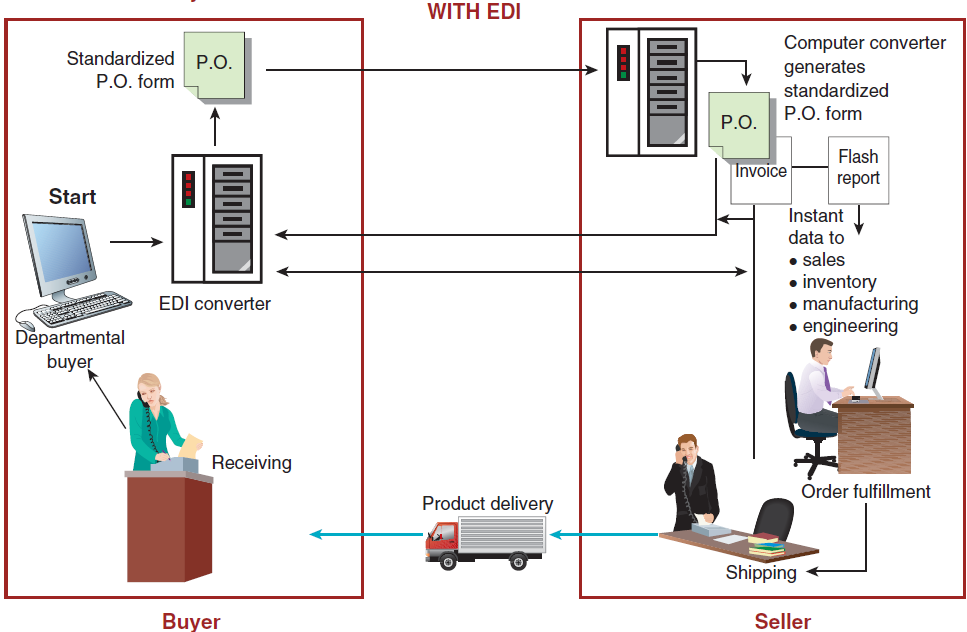 WITH EDI
Standardized
P.O. form
P.O.
Start
EDI converter
Departmental
buyer
Receiving
Buyer
Product delivery
Computer converter
generates
standardized
P.O. form
P.O.
Invoice
Flash
report
Instant
data to
• sales
• inventory
• manufacturing
• engineering
Order fulfillment
Shipping
Seller